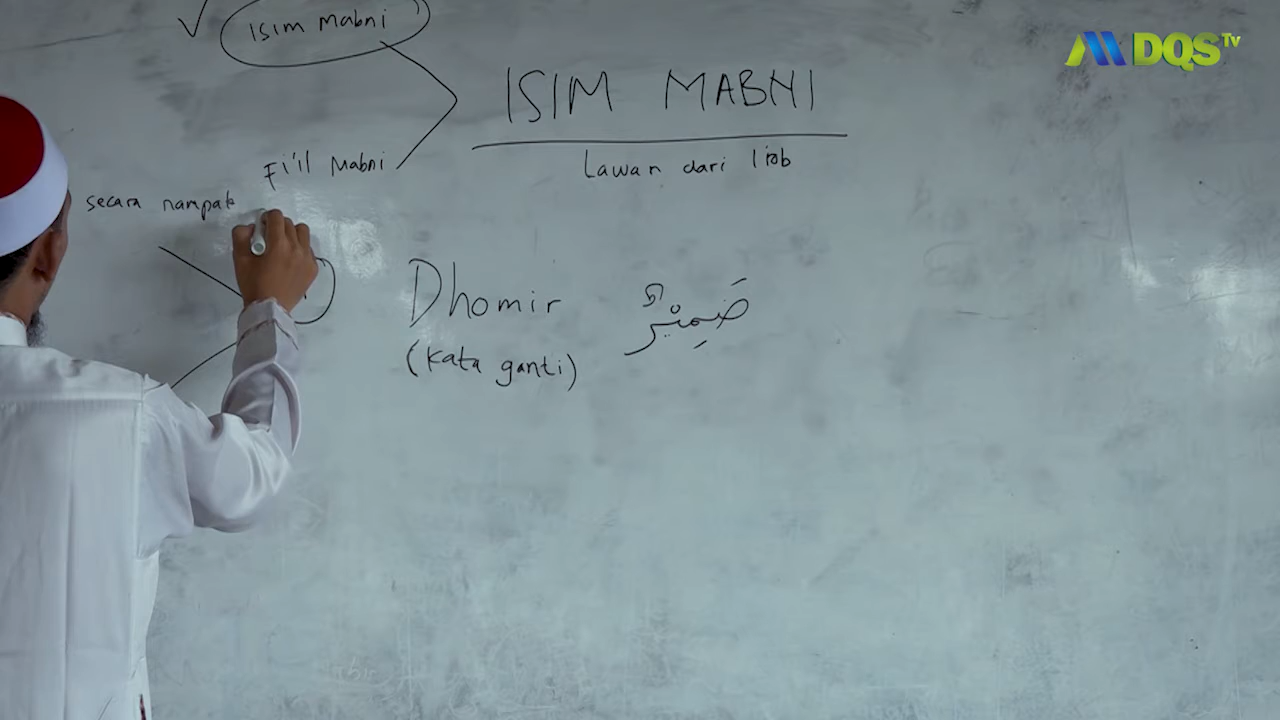 Isim Mabni
DQS Tv
ISIM MABNI
Lawan dari I'rob
Fi'il Mabni
secara nampak
Dhomir ضَمِيْرٌ
(kata ganti)